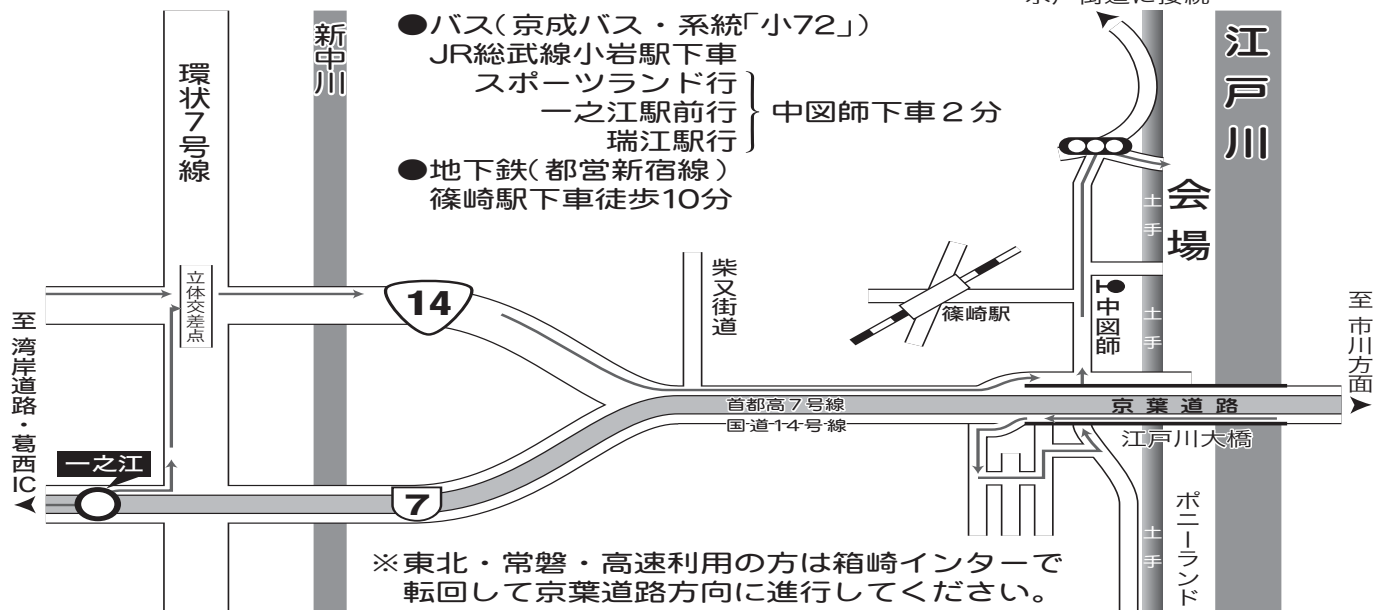 ●バス(京成バス・系統「小72」)
JR総武線小岩駅下車
スポーツランド行
一之江駅前行
瑞江駅行
中図師下車２分
●地下鉄(都営新宿線)
篠崎駅下車徒歩10分
新中川
環状７号線
江戸川
会場
土手
立体交差点
14
柴又街道
篠崎駅
中図師
土手
至 市川方面
至 湾岸道路・葛西IC
首都高７号線
国道14号線
京葉道路
江戸川大橋
一之江
7
ポニーランド
土手
※東北・常磐・高速利用の方は箱崎インターで
転回して京葉道路方向に進行してください。